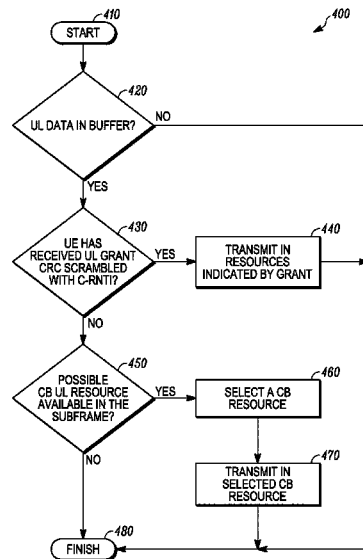 410
START
400
420
UL DATA IN BUFFER?
NO
YES
430
UE HAS
RECEIVED UL GRANT
CRC SCRAMBLED
WITH C-RNTI?
YES
440
TRANSMIT IN
RESOURCES
INDICATED BY GRANT
NO
450
POSSIBLE
CB UL RESOURCE
AVAILABLE IN THE
SUBFRAME?
YES
460
SELECT A CB
RESOURCE
NO
470
TRANSMIT IN
SELECTED CB
RESOURCE
480
FINISH